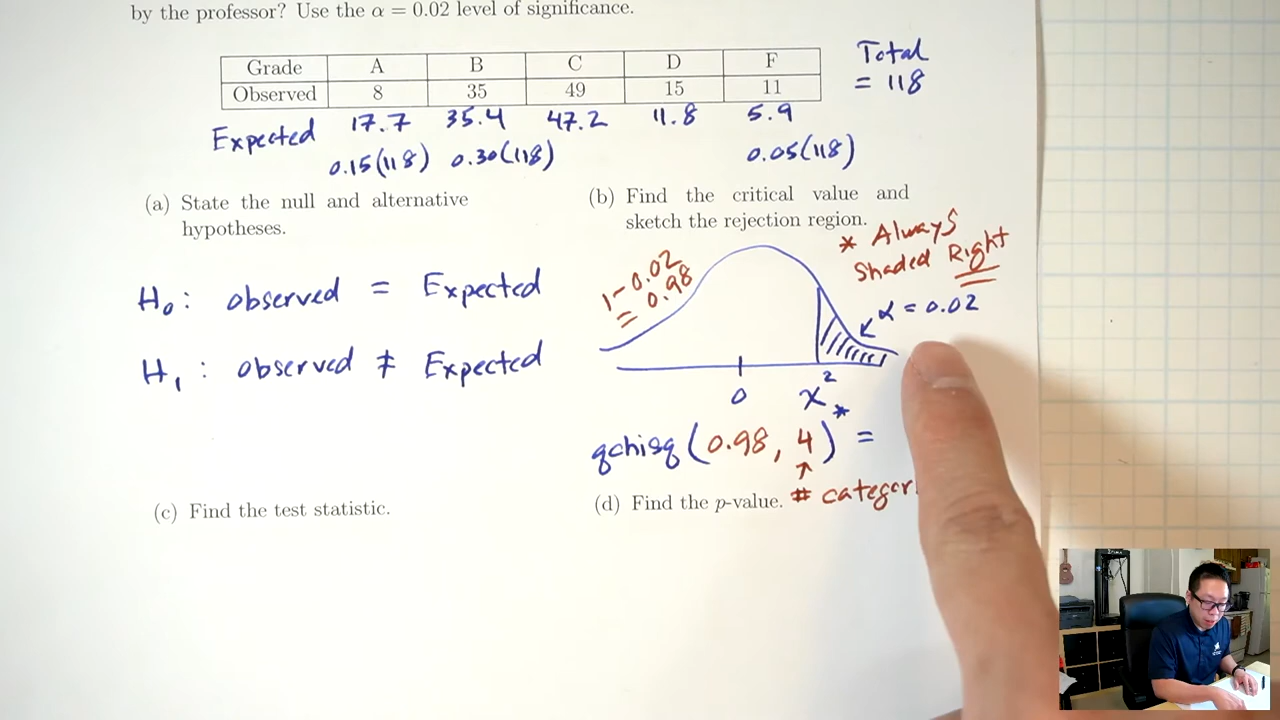 by the professor? Use the α = 0.02 level of significance.
Grade A B C D F
Observed 8 35 49 15 11
Total
= 118
Expected 17.7 35.4 47.2 11.8 5.9
0.15(118) 0.30(118) 0.05(118)
(a) State the null and alternative
hypotheses.
H₀: observed = Expected
H₁: observed ≠ Expected
(b) Find the critical value and
sketch the rejection region.
* Always
Shaded Right
1-0.02
= 0.98
α = 0.02
0 X²*
qchisq(0.98, 4) =
↑
(c) Find the test statistic.
(d) Find the p-value.
#